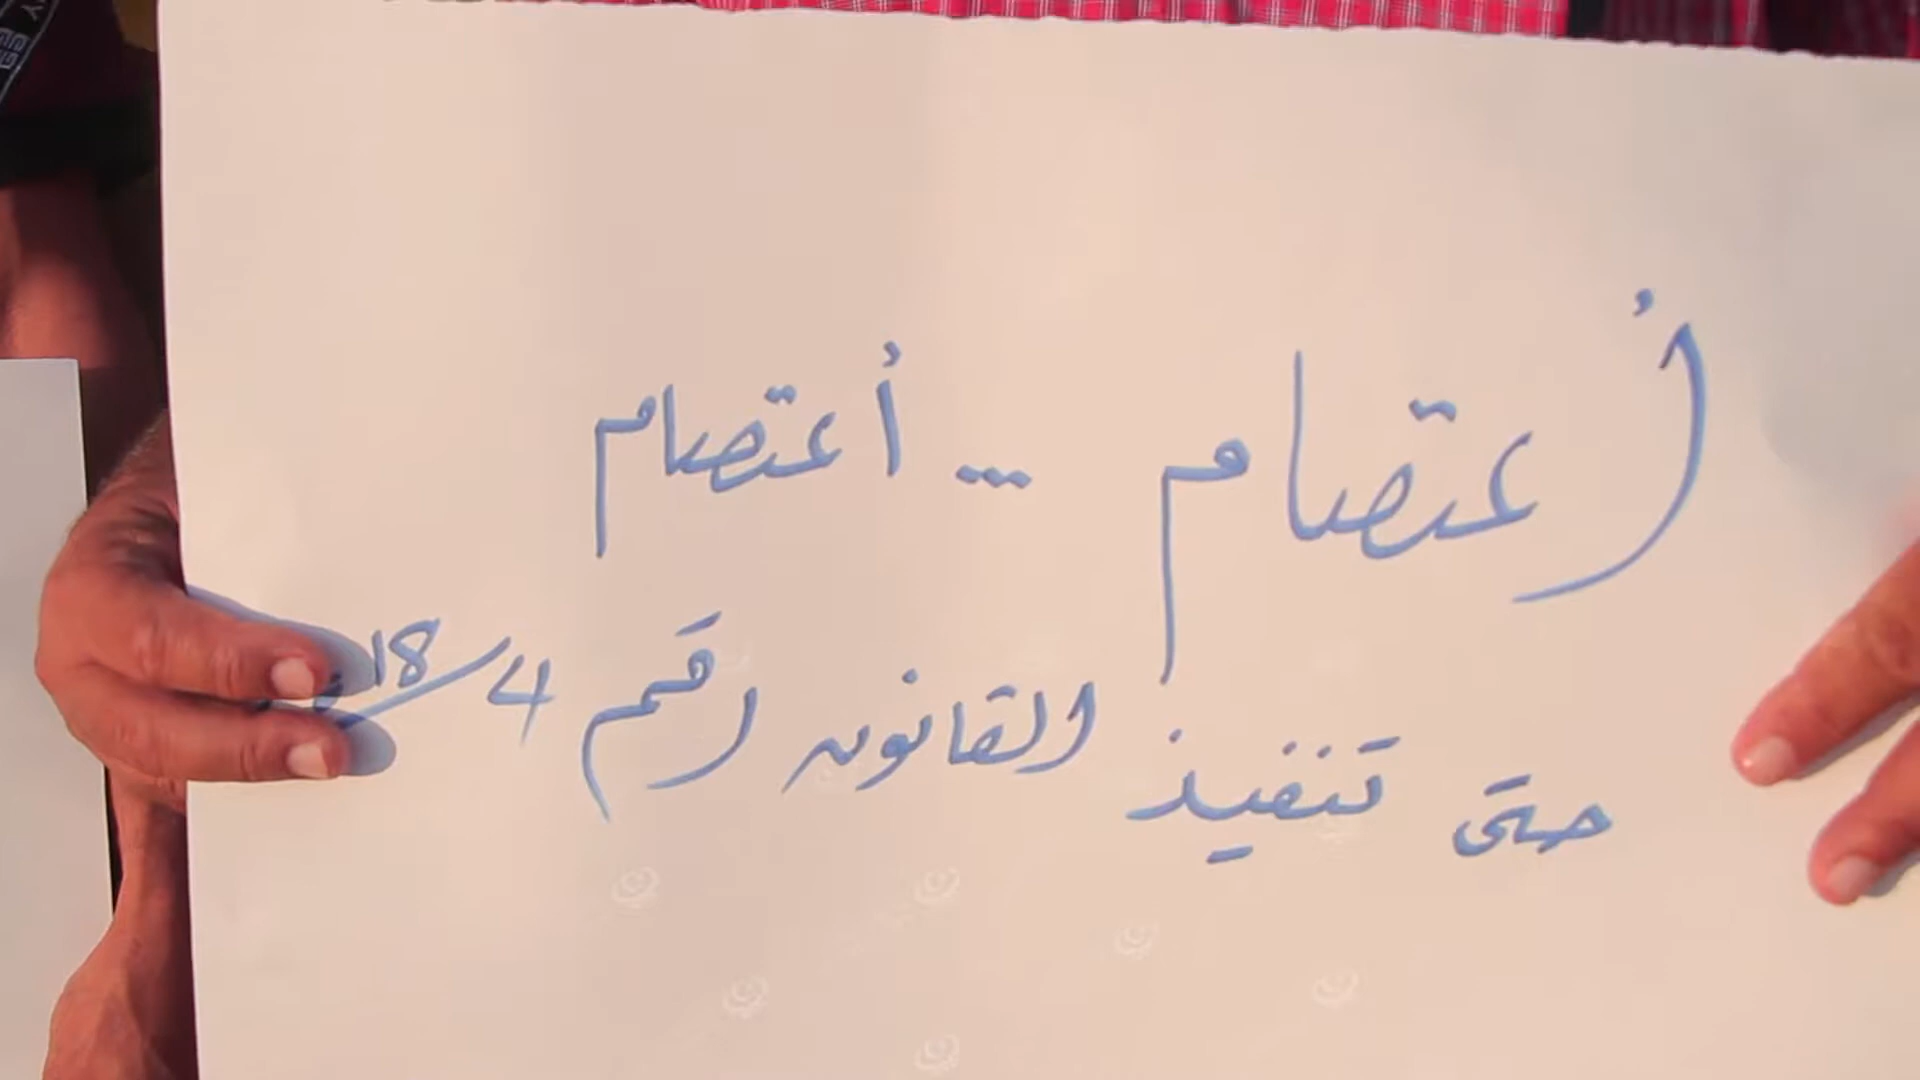 أعتصام ... أعتصام
حتى تنفيذ القانون رقم 4/18